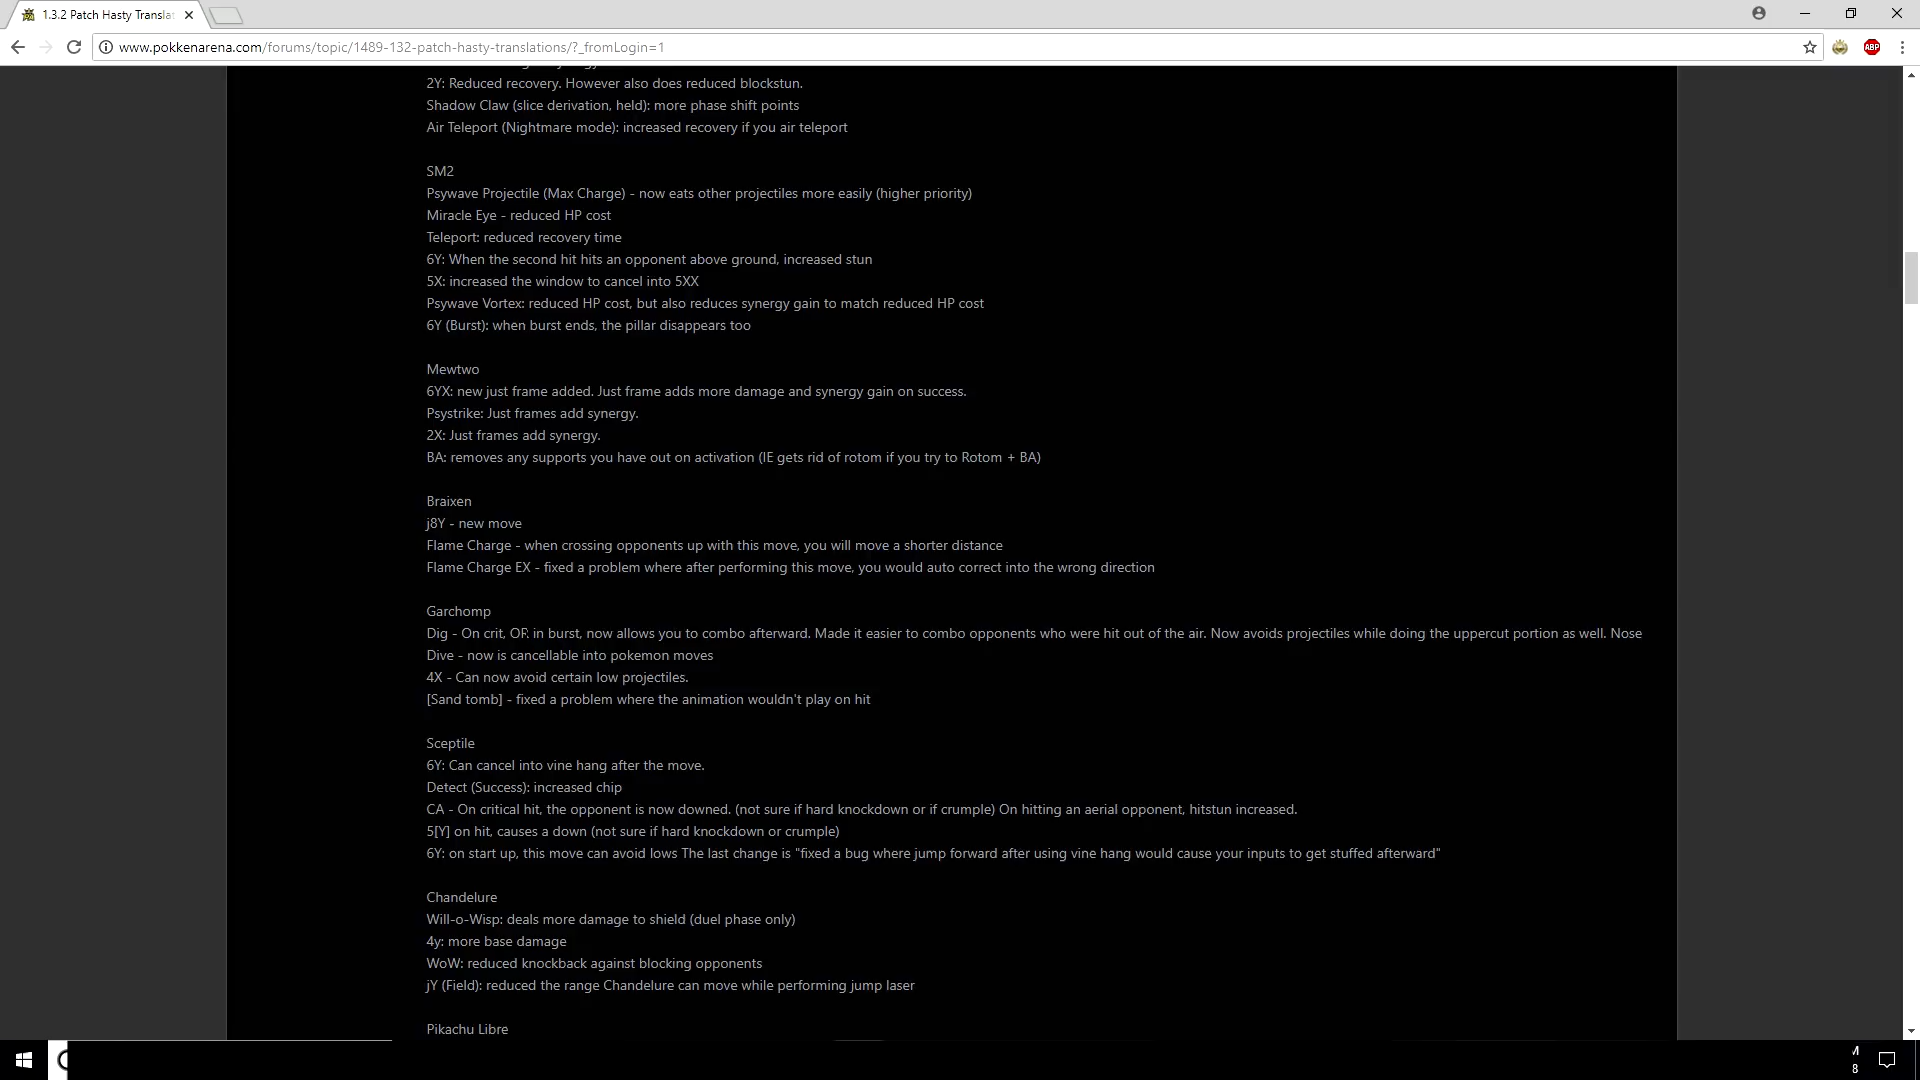 1.3.2 Patch Hasty Transla
www.pokkenarena.com/forums/topic/1489-132-patch-hasty-translations/?_fromLogin=1
ABP
2Y: Reduced recovery. However also does reduced blockstun.
Shadow Claw (slice derivation, held): more phase shift points
Air Teleport (Nightmare mode): increased recovery if you air teleport
SM2
Psywave Projectile (Max Charge) - now eats other projectiles more easily (higher priority)
Miracle Eye - reduced HP cost
Teleport: reduced recovery time
6Y: When the second hit hits an opponent above ground, increased stun
5X: increased the window to cancel into 5XX
Psywave Vortex: reduced HP cost, but also reduces synergy gain to match reduced HP cost
6Y (Burst): when burst ends, the pillar disappears too
Mewtwo
6YX: new just frame added. Just frame adds more damage and synergy gain on success.
Psystrike: Just frames add synergy.
2X: Just frames add synergy.
BA: removes any supports you have out on activation (IE gets rid of rotom if you try to Rotom + BA)
Braixen
j8Y - new move
Flame Charge - when crossing opponents up with this move, you will move a shorter distance
Flame Charge EX - fixed a problem where after performing this move, you would auto correct into the wrong direction
Garchomp
Dig - On crit, OR in burst, now allows you to combo afterward. Made it easier to combo opponents who were hit out of the air. Now avoids projectiles while doing the uppercut portion as well. Nose
Dive - now is cancellable into pokemon moves
4X - Can now avoid certain low projectiles.
[Sand tomb] - fixed a problem where the animation wouldn't play on hit
Sceptile
6Y: Can cancel into vine hang after the move.
Detect (Success): increased chip
CA - On critical hit, the opponent is now downed. (not sure if hard knockdown or if crumple) On hitting an aerial opponent, hitstun increased.
5[Y] on hit, causes a down (not sure if hard knockdown or crumple)
6Y: on start up, this move can avoid lows The last change is "fixed a bug where jump forward after using vine hang would cause your inputs to get stuffed afterward"
Chandelure
Will-o-Wisp: deals more damage to shield (duel phase only)
4y: more base damage
WoW: reduced knockback against blocking opponents
jY (Field): reduced the range Chandelure can move while performing jump laser
Pikachu Libre